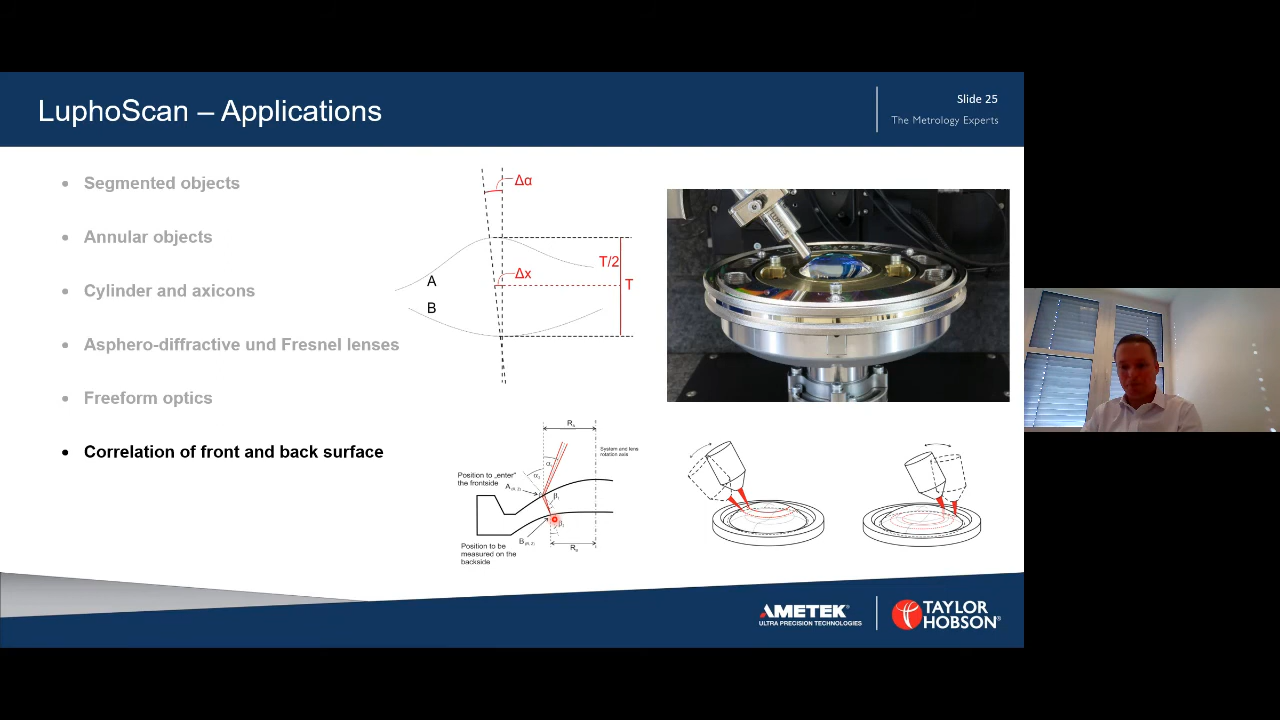 LuphoScan – Applications
Slide 25
The Metrology Experts
• Segmented objects
• Annular objects
• Cylinder and axicons
• Asphero-diffractive und Fresnel lenses
• Freeform optics
• Correlation of front and back surface
Δα
T/2
Δx
T
A
B
System and lens
rotation axis
Position to „enter"
the frontside
Position to be
measured on the
backside
AMETEK®
ULTRA PRECISION TECHNOLOGIES
TAYLOR
HOBSON®